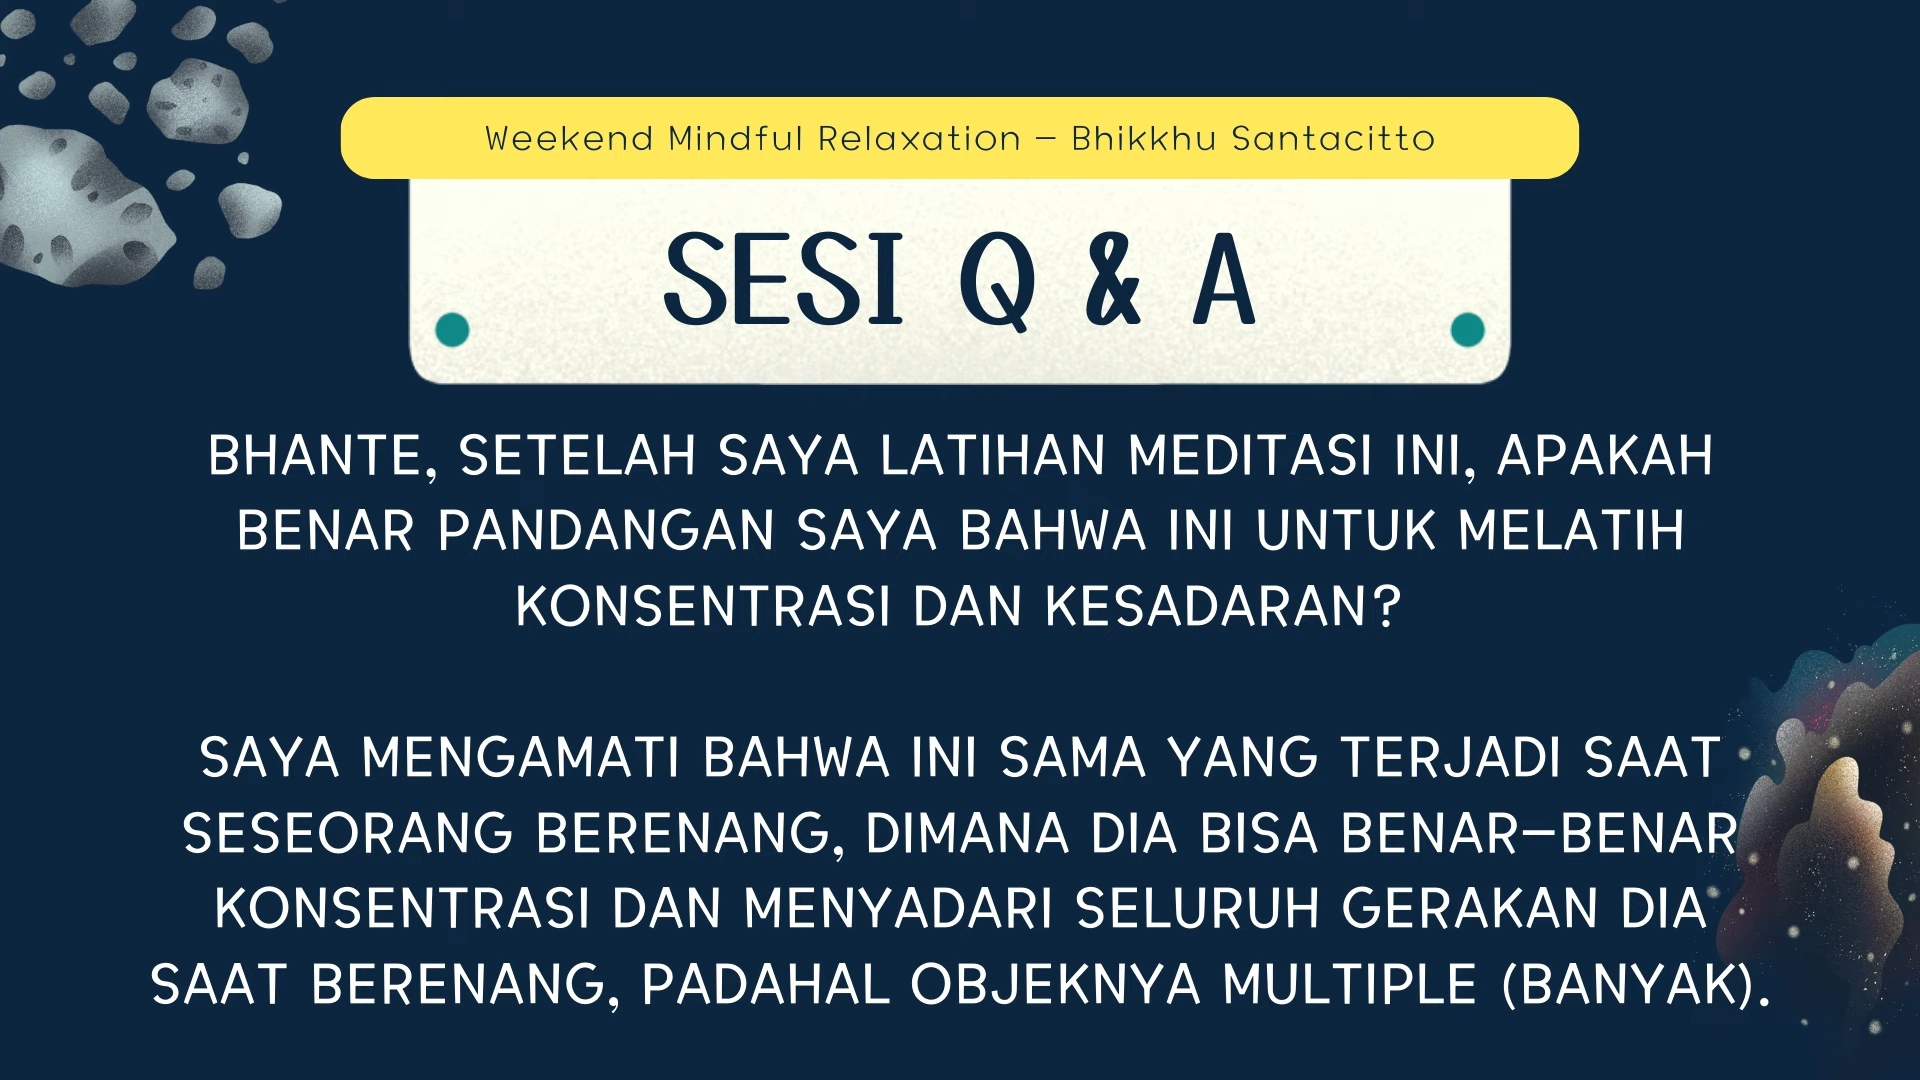 Weekend Mindful Relaxation – Bhikkhu Santacitto
SESI Q & A
BHANTE, SETELAH SAYA LATIHAN MEDITASI INI, APAKAH
BENAR PANDANGAN SAYA BAHWA INI UNTUK MELATIH
KONSENTRASI DAN KESADARAN?
SAYA MENGAMATI BAHWA INI SAMA YANG TERJADI SAAT
SESEORANG BERENANG, DIMANA DIA BISA BENAR–BENAR
KONSENTRASI DAN MENYADARI SELURUH GERAKAN DIA
SAAT BERENANG, PADAHAL OBJEKNYA MULTIPLE (BANYAK).